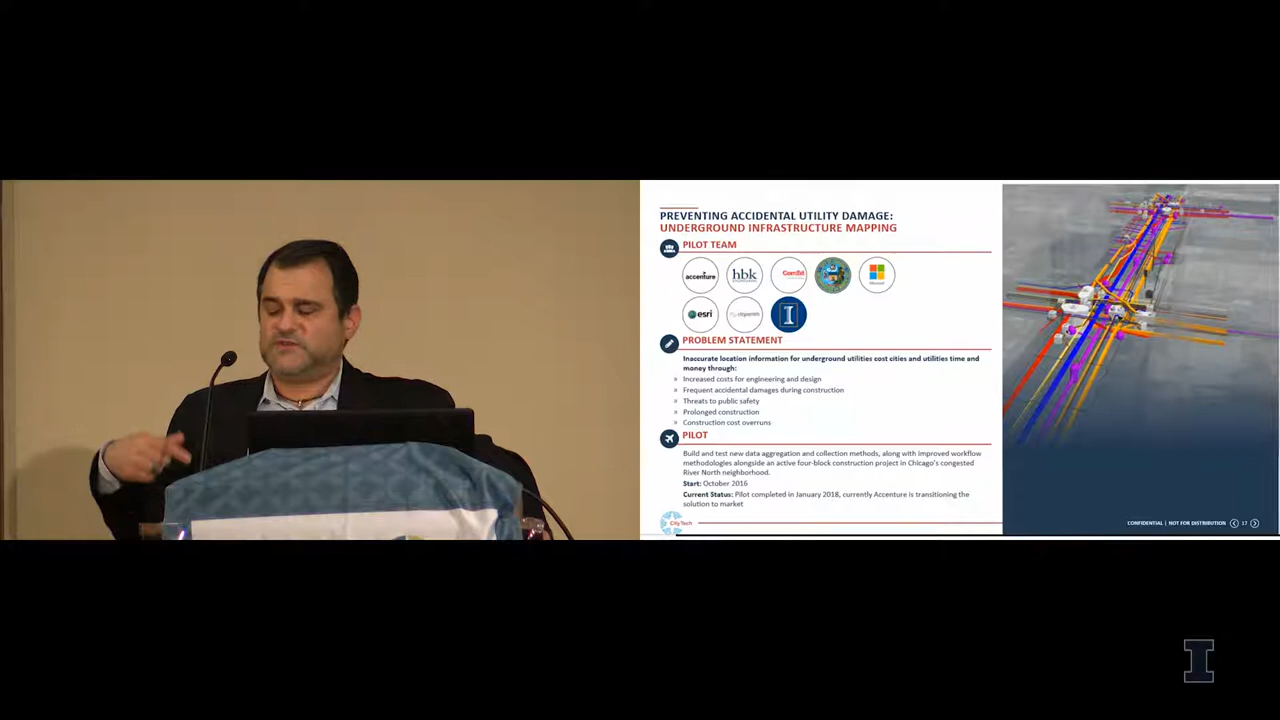 PREVENTING ACCIDENTAL UTILITY DAMAGE:
UNDERGROUND INFRASTRUCTURE MAPPING
PILOT TEAM
accenture
hbk
ComEd
Microsoft
esri
I
PROBLEM STATEMENT
Inaccurate location information for underground utilities cost cities and utilities time and
money through:
» Increased costs for engineering and design
» Frequent accidental damages during construction
» Threats to public safety
» Prolonged construction
» Construction cost overruns
PILOT
Build and test new data aggregation and collection methods, along with improved workflow
methodologies alongside an active four-block construction project in Chicago's congested
River North neighborhood.
Start: October 2016
Current Status: Pilot completed in January 2018, currently Accenture is transitioning the
solution to market
City Tech
CONFIDENTIAL | NOT FOR DISTRIBUTION 17
I